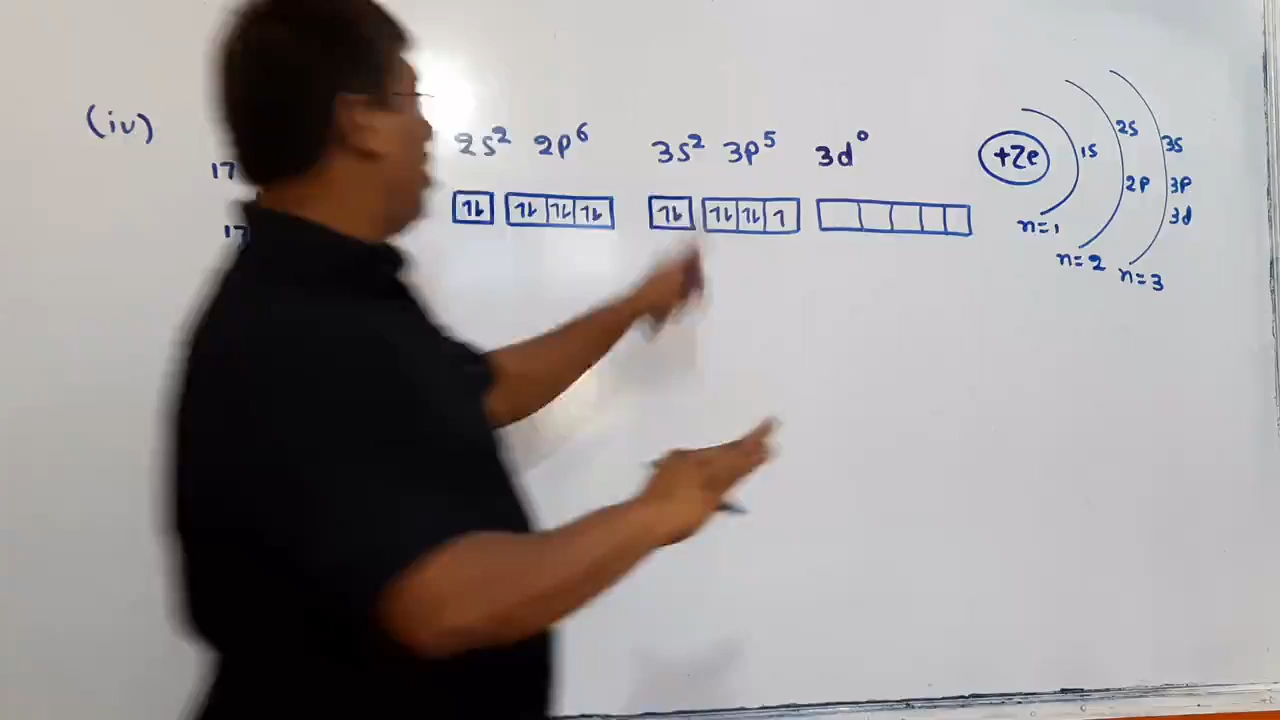 (iv)
17 2s² 2p⁶ 3s² 3p⁵ 3d⁰
17 ↿⇂ ↿⇂ ↿⇂ ↿⇂ ↿⇂ ↿⇂ ↿⇂ ↿
+Ze 1s 2s 3s
2p 3p
3d
n=1
n=2 n=3